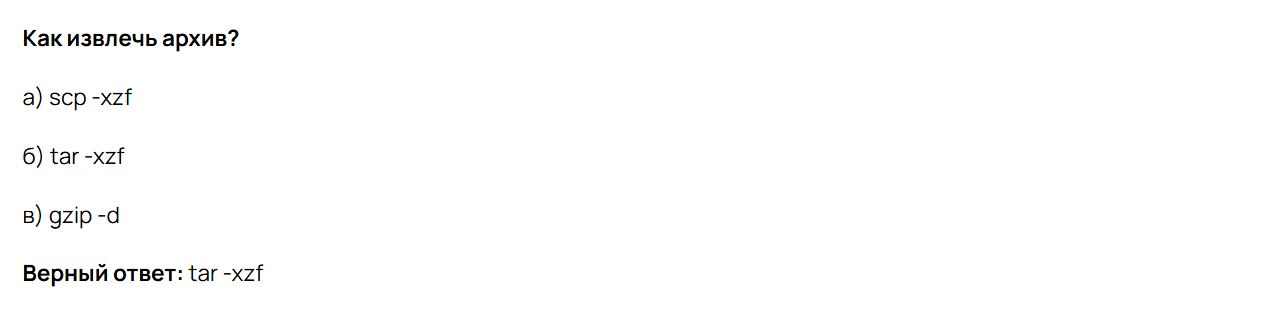 Как извлечь архив?
а) scp -xzf
б) tar -xzf
в) gzip -d
Верный ответ: tar -xzf